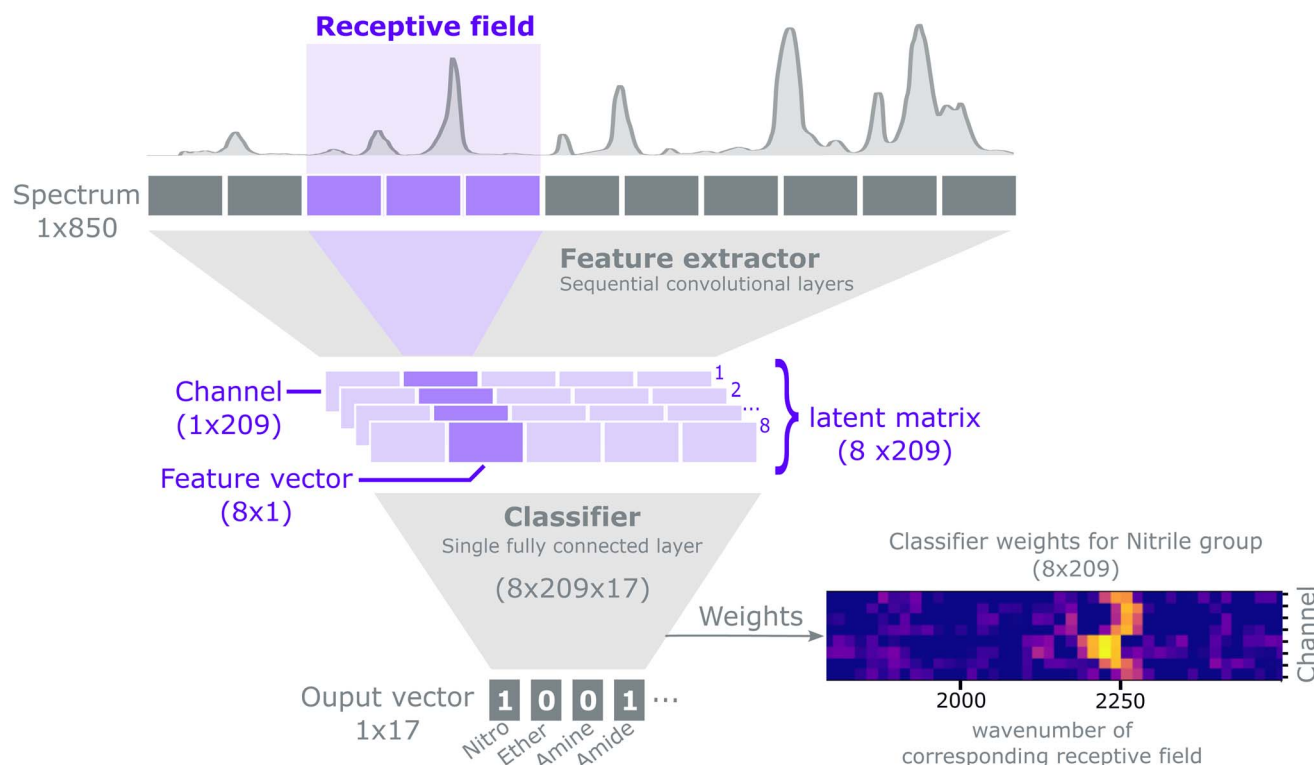 Receptive field
Spectrum
1x850
Feature extractor
Sequential convolutional layers
Channel
(1x209)
1
2
...
8
latent matrix
(8 x209)
Feature vector
(8x1)
Classifier
Single fully connected layer
(8x209x17)
Weights
Classifier weights for Nitrile group
(8x209)
Channel
2000 2250
wavenumber of
corresponding receptive field
Ouput vector
1x17
1 0 0 1 ...
Nitro Ether Amine Amide